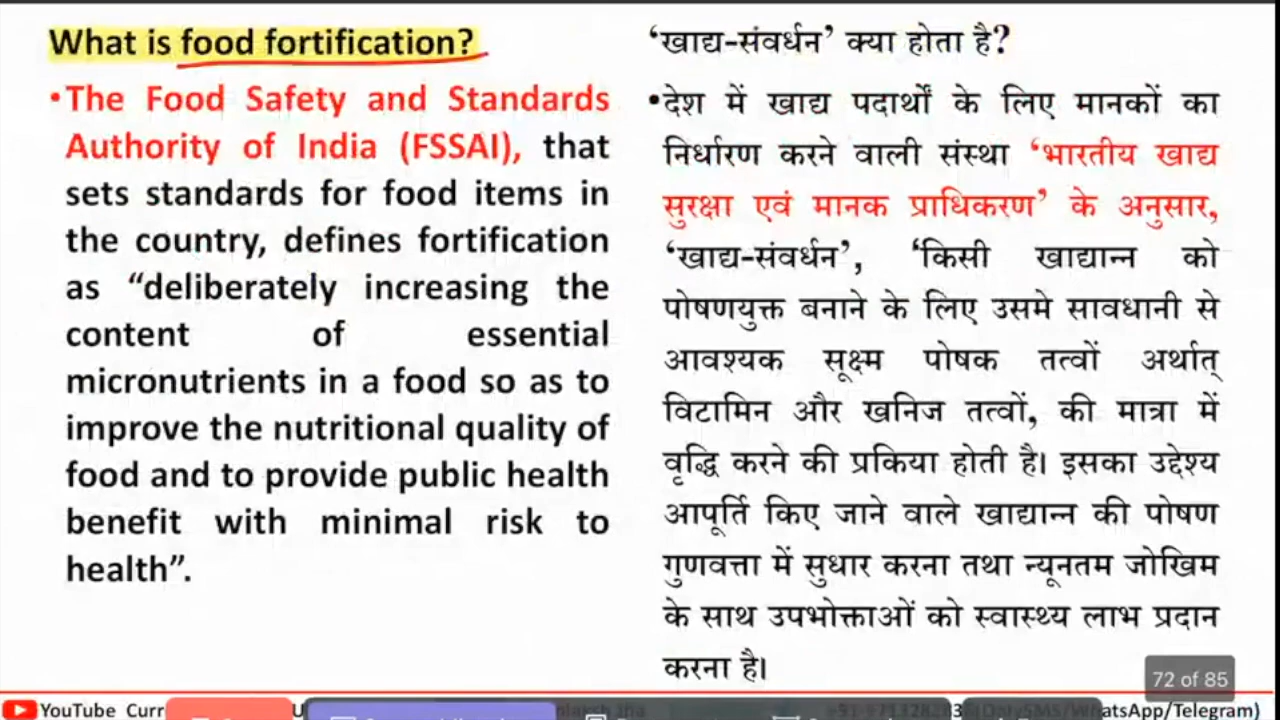 What is food fortification?
•The Food Safety and Standards
Authority of India (FSSAI), that
sets standards for food items in
the country, defines fortification
as “deliberately increasing the
content of essential
micronutrients in a food so as to
improve the nutritional quality of
food and to provide public health
benefit with minimal risk to
health”.
‘खाद्य-संवर्धन’ क्या होता है?
•देश में खाद्य पदार्थों के लिए मानकों का
निर्धारण करने वाली संस्था ‘भारतीय खाद्य
सुरक्षा एवं मानक प्राधिकरण’ के अनुसार,
‘खाद्य-संवर्धन’, ‘किसी खाद्यान्न को
पोषणयुक्त बनाने के लिए उसमे सावधानी से
आवश्यक सूक्ष्म पोषक तत्वों अर्थात्
विटामिन और खनिज तत्वों, की मात्रा में
वृद्धि करने की प्रकिया होती है। इसका उद्देश्य
आपूर्ति किए जाने वाले खाद्यान्न की पोषण
गुणवत्ता में सुधार करना तथा न्यूनतम जोखिम
के साथ उपभोक्ताओं को स्वास्थ्य लाभ प्रदान
करना है।
72 of 85
YouTube